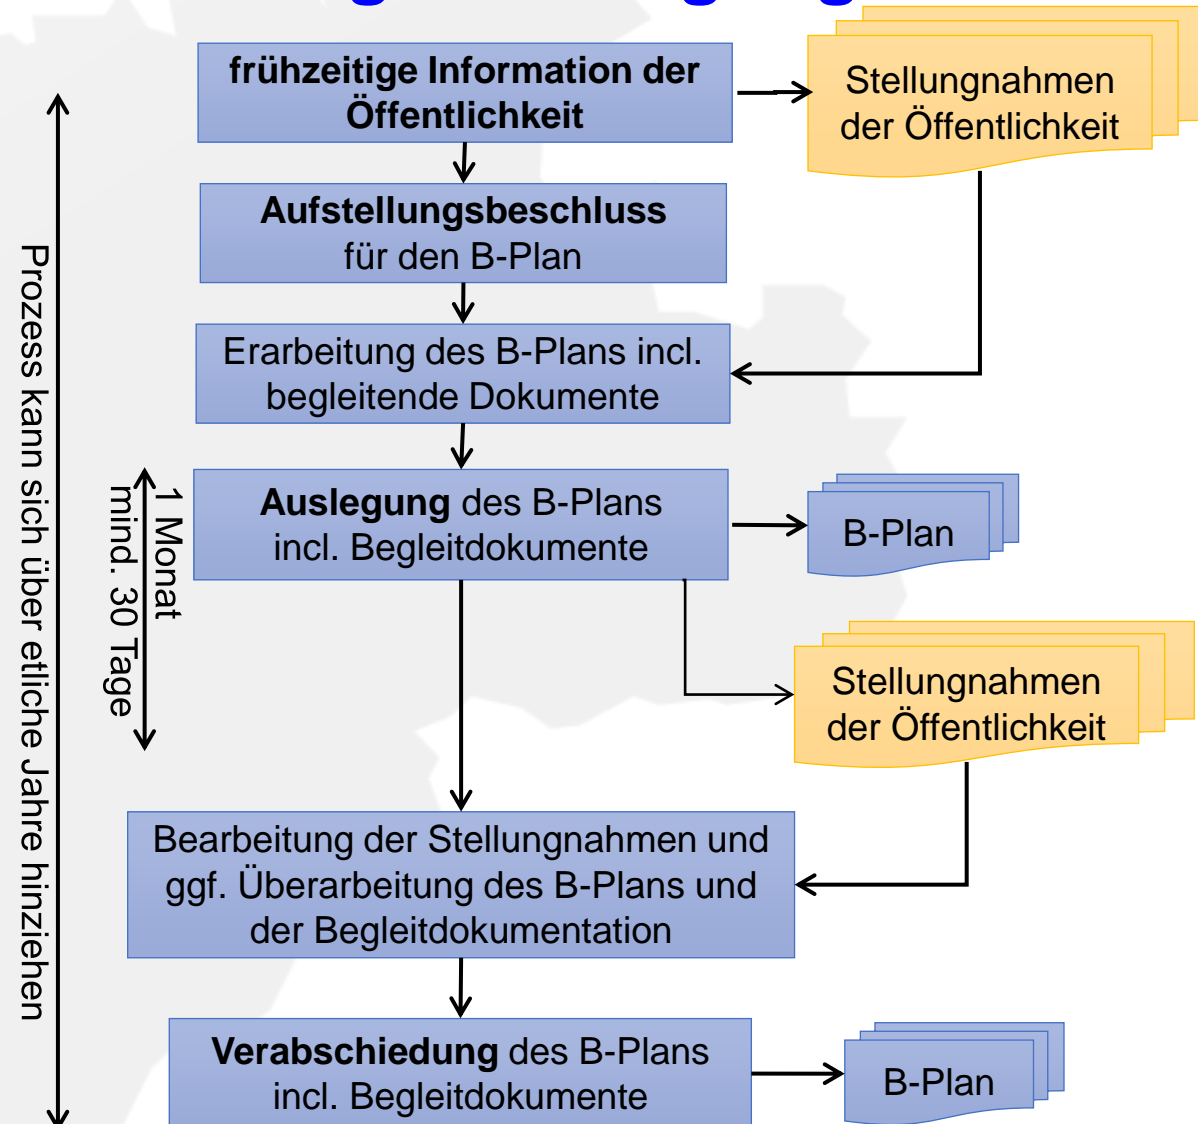 frühzeitige Information der
Öffentlichkeit
Stellungnahmen
der Öffentlichkeit
Aufstellungsbeschluss
für den B-Plan
Erarbeitung des B-Plans incl.
begleitende Dokumente
Auslegung des B-Plans
incl. Begleitdokumente
B-Plan
1 Monat
mind. 30 Tage
Stellungnahmen
der Öffentlichkeit
Bearbeitung der Stellungnahmen und
ggf. Überarbeitung des B-Plans und
der Begleitdokumentation
Verabschiedung des B-Plans
incl. Begleitdokumente
B-Plan
Prozess kann sich über etliche Jahre hinziehen